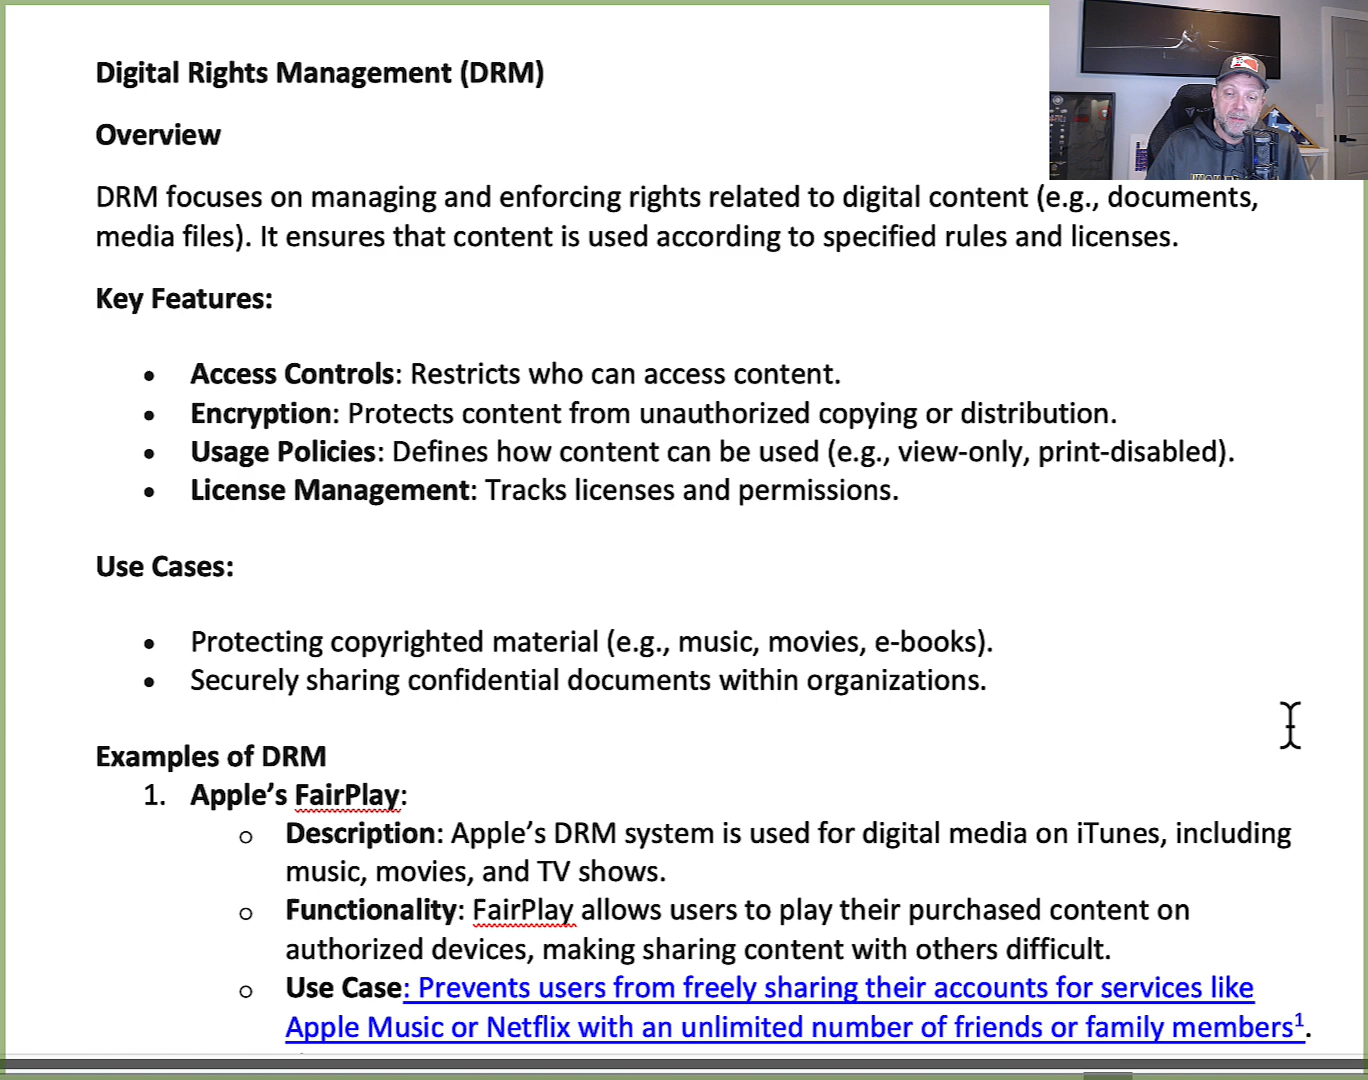 Digital Rights Management (DRM)
Overview
DRM focuses on managing and enforcing rights related to digital content (e.g., documents,
media files). It ensures that content is used according to specified rules and licenses.
Key Features:
• Access Controls: Restricts who can access content.
• Encryption: Protects content from unauthorized copying or distribution.
• Usage Policies: Defines how content can be used (e.g., view-only, print-disabled).
• License Management: Tracks licenses and permissions.
Use Cases:
• Protecting copyrighted material (e.g., music, movies, e-books).
• Securely sharing confidential documents within organizations.
Examples of DRM
1. Apple’s FairPlay:
o Description: Apple’s DRM system is used for digital media on iTunes, including
music, movies, and TV shows.
o Functionality: FairPlay allows users to play their purchased content on
authorized devices, making sharing content with others difficult.
o Use Case: Prevents users from freely sharing their accounts for services like
Apple Music or Netflix with an unlimited number of friends or family members¹.